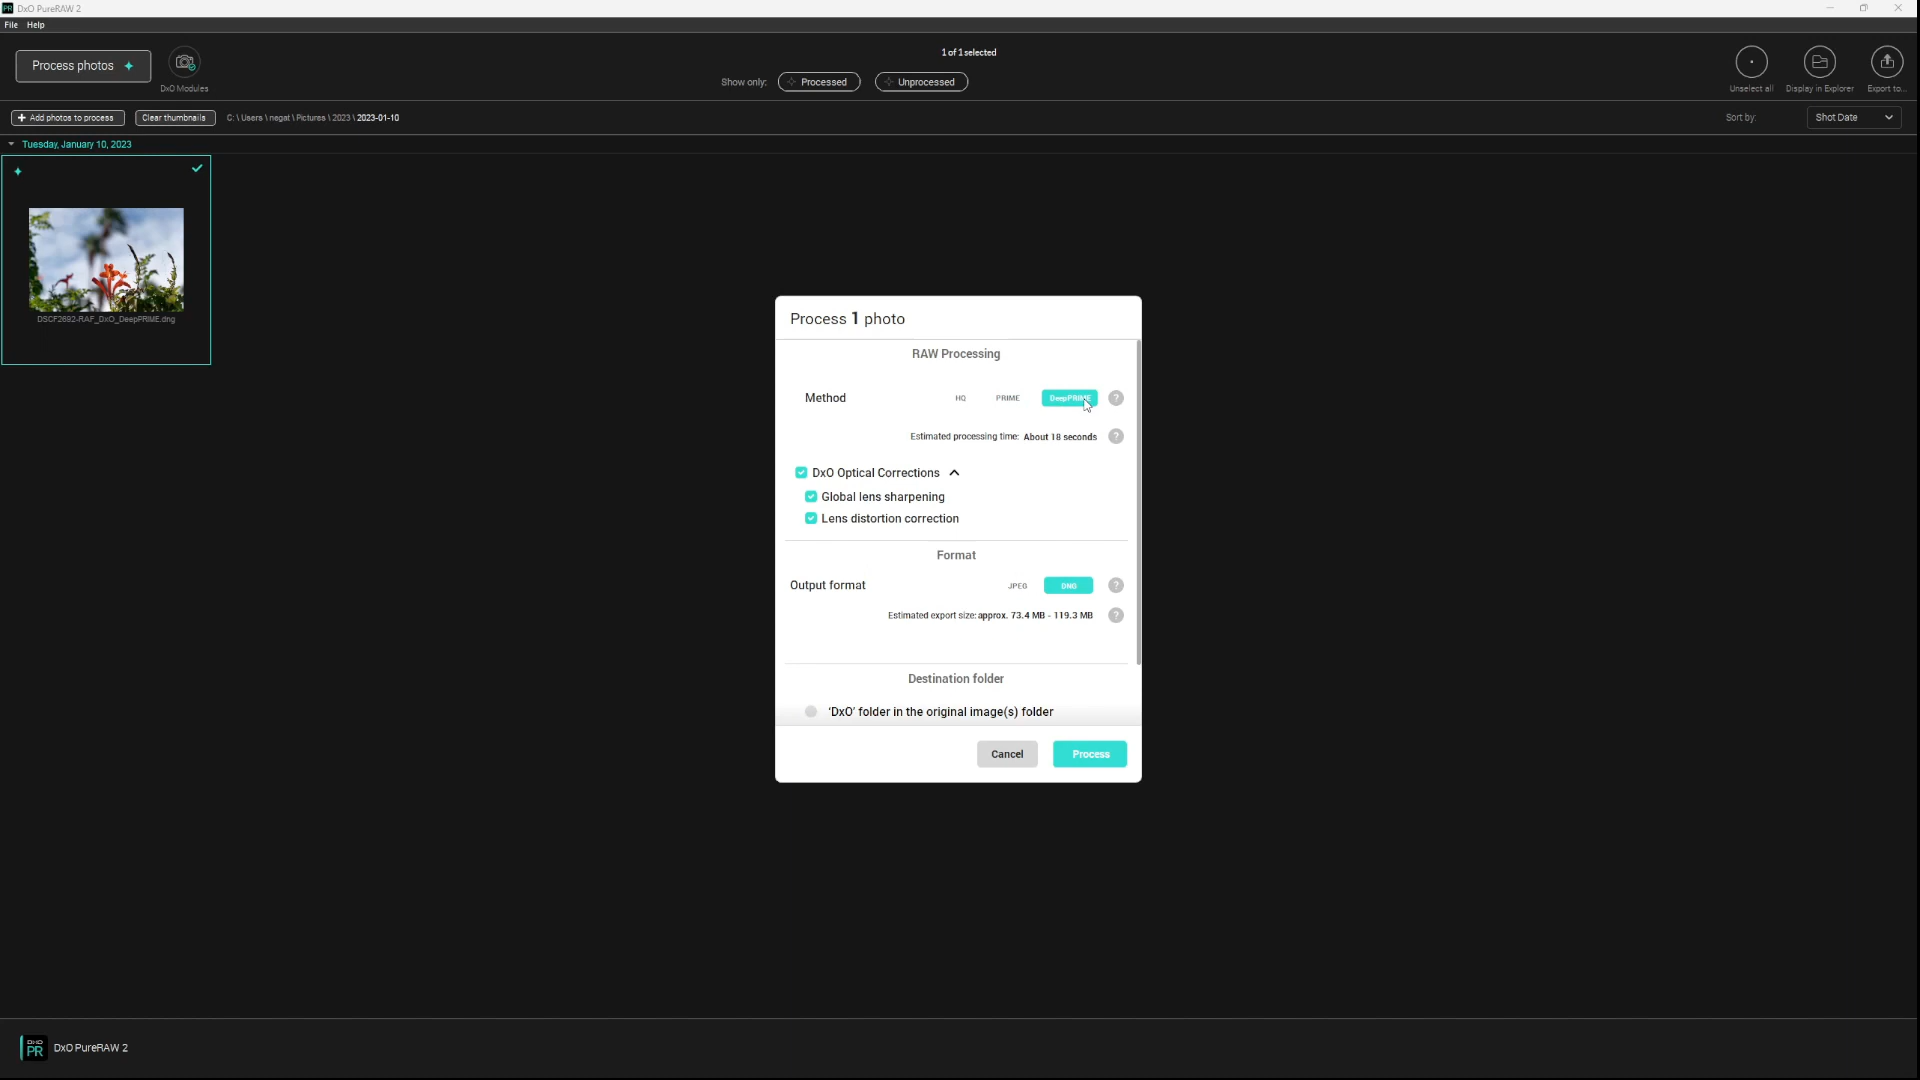 PR DxO PureRAW 2
File Help
Process photos
DxO Modules
1 of 1 selected
Show only: Processed Unprocessed
Unselect all Display in Explorer Export to...
+ Add photos to process Clear thumbnails C: \ Users \ negat \ Pictures \ 2023 \ 2023-01-10
Sort by: Shot Date
Tuesday, January 10, 2023
DSCF2692-RAF_DxO_DeepPRIME.dng
Process 1 photo
RAW Processing
Method HQ PRIME DeepPRIME ?
Estimated processing time: About 18 seconds ?
DxO Optical Corrections
Global lens sharpening
Lens distortion correction
Format
Output format JPEG DNG ?
Estimated export size: approx. 73.4 MB - 119.3 MB ?
Destination folder
'DxO' folder in the original image(s) folder
Cancel Process
DXO
PR DxO PureRAW 2